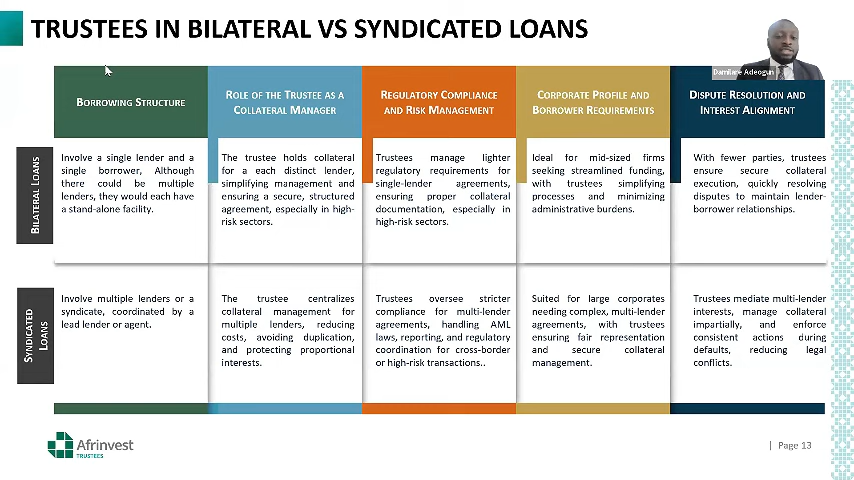 TRUSTEES IN BILATERAL VS SYNDICATED LOANS
Damilare Adeogun
BORROWING STRUCTURE
ROLE OF THE TRUSTEE AS A
COLLATERAL MANAGER
REGULATORY COMPLIANCE
AND RISK MANAGEMENT
CORPORATE PROFILE AND
BORROWER REQUIREMENTS
DISPUTE RESOLUTION AND
INTEREST ALIGNMENT
BILATERAL LOANS
Involve a single lender and a
single borrower, Although
there could be multiple
lenders, they would each have
a stand-alone facility.
The trustee holds collateral
for a each distinct lender,
simplifying management and
ensuring a secure, structured
agreement, especially in high-
risk sectors.
Trustees manage lighter
regulatory requirements for
single-lender agreements,
ensuring proper collateral
documentation, especially in
high-risk sectors.
Ideal for mid-sized firms
seeking streamlined funding,
with trustees simplifying
processes and minimizing
administrative burdens.
With fewer parties, trustees
ensure secure collateral
execution, quickly resolving
disputes to maintain lender-
borrower relationships.
SYNDICATED
LOANS
Involve multiple lenders or a
syndicate, coordinated by a
lead lender or agent.
The trustee centralizes
collateral management for
multiple lenders, reducing
costs, avoiding duplication,
and protecting proportional
interests.
Trustees oversee stricter
compliance for multi-lender
agreements, handling AML
laws, reporting, and regulatory
coordination for cross-border
or high-risk transactions..
Suited for large corporates
needing complex, multi-lender
agreements, with trustees
ensuring fair representation
and secure collateral
management.
Trustees mediate multi-lender
interests, manage collateral
impartially, and enforce
consistent actions during
defaults, reducing legal
conflicts.
Afrinvest
TRUSTEES
| Page 13